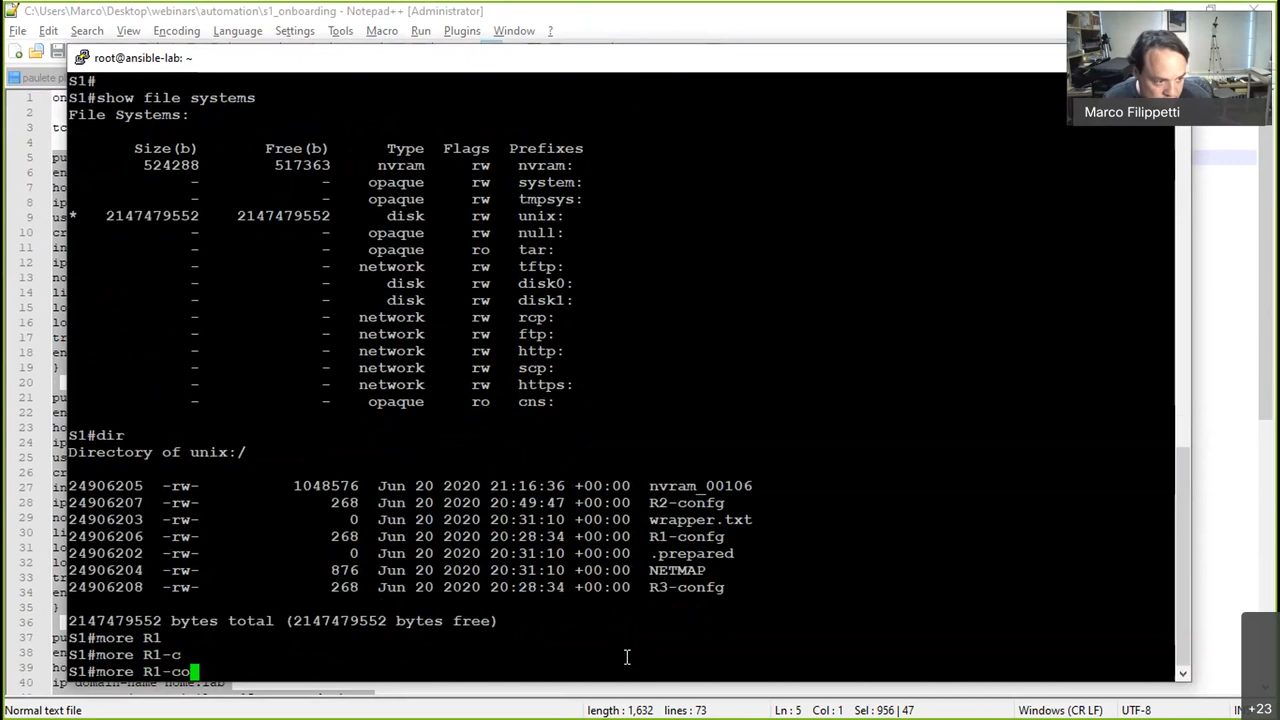 C:\Users\Marco\Desktop\webinars\automation\s1_onboarding - Notepad++ [Administrator]
File Edit Search View Encoding Language Settings Tools Macro Run Plugins Window ?
root@ansible-lab: ~
Marco Filippetti
S1#
S1#show file systems
File Systems:
Size(b) Free(b) Type Flags Prefixes
524288 517363 nvram rw nvram:
- - opaque rw system:
- - opaque rw tmpsys:
* 2147479552 2147479552 disk rw unix:
- - opaque rw null:
- - opaque ro tar:
- - network rw tftp:
- - disk rw disk0:
- - disk rw disk1:
- - network rw rcp:
- - network rw ftp:
- - network rw http:
- - network rw scp:
- - network rw https:
- - opaque ro cns:
S1#dir
Directory of unix:/
24906205 -rw- 1048576 Jun 20 2020 21:16:36 +00:00 nvram_00106
24906207 -rw- 268 Jun 20 2020 20:49:47 +00:00 R2-confg
24906203 -rw- 0 Jun 20 2020 20:31:10 +00:00 wrapper.txt
24906206 -rw- 268 Jun 20 2020 20:28:34 +00:00 R1-confg
24906202 -rw- 0 Jun 20 2020 20:31:10 +00:00 .prepared
24906204 -rw- 876 Jun 20 2020 20:31:10 +00:00 NETMAP
24906208 -rw- 268 Jun 20 2020 20:28:34 +00:00 R3-confg
2147479552 bytes total (2147479552 bytes free)
S1#more R1
S1#more R1-c
S1#more R1-co
ip domain-name home.lab
Normal text file length : 1,632 lines : 73 Ln : 5 Col : 1 Sel : 956 | 47 Windows (CR LF) UTF-8
+23